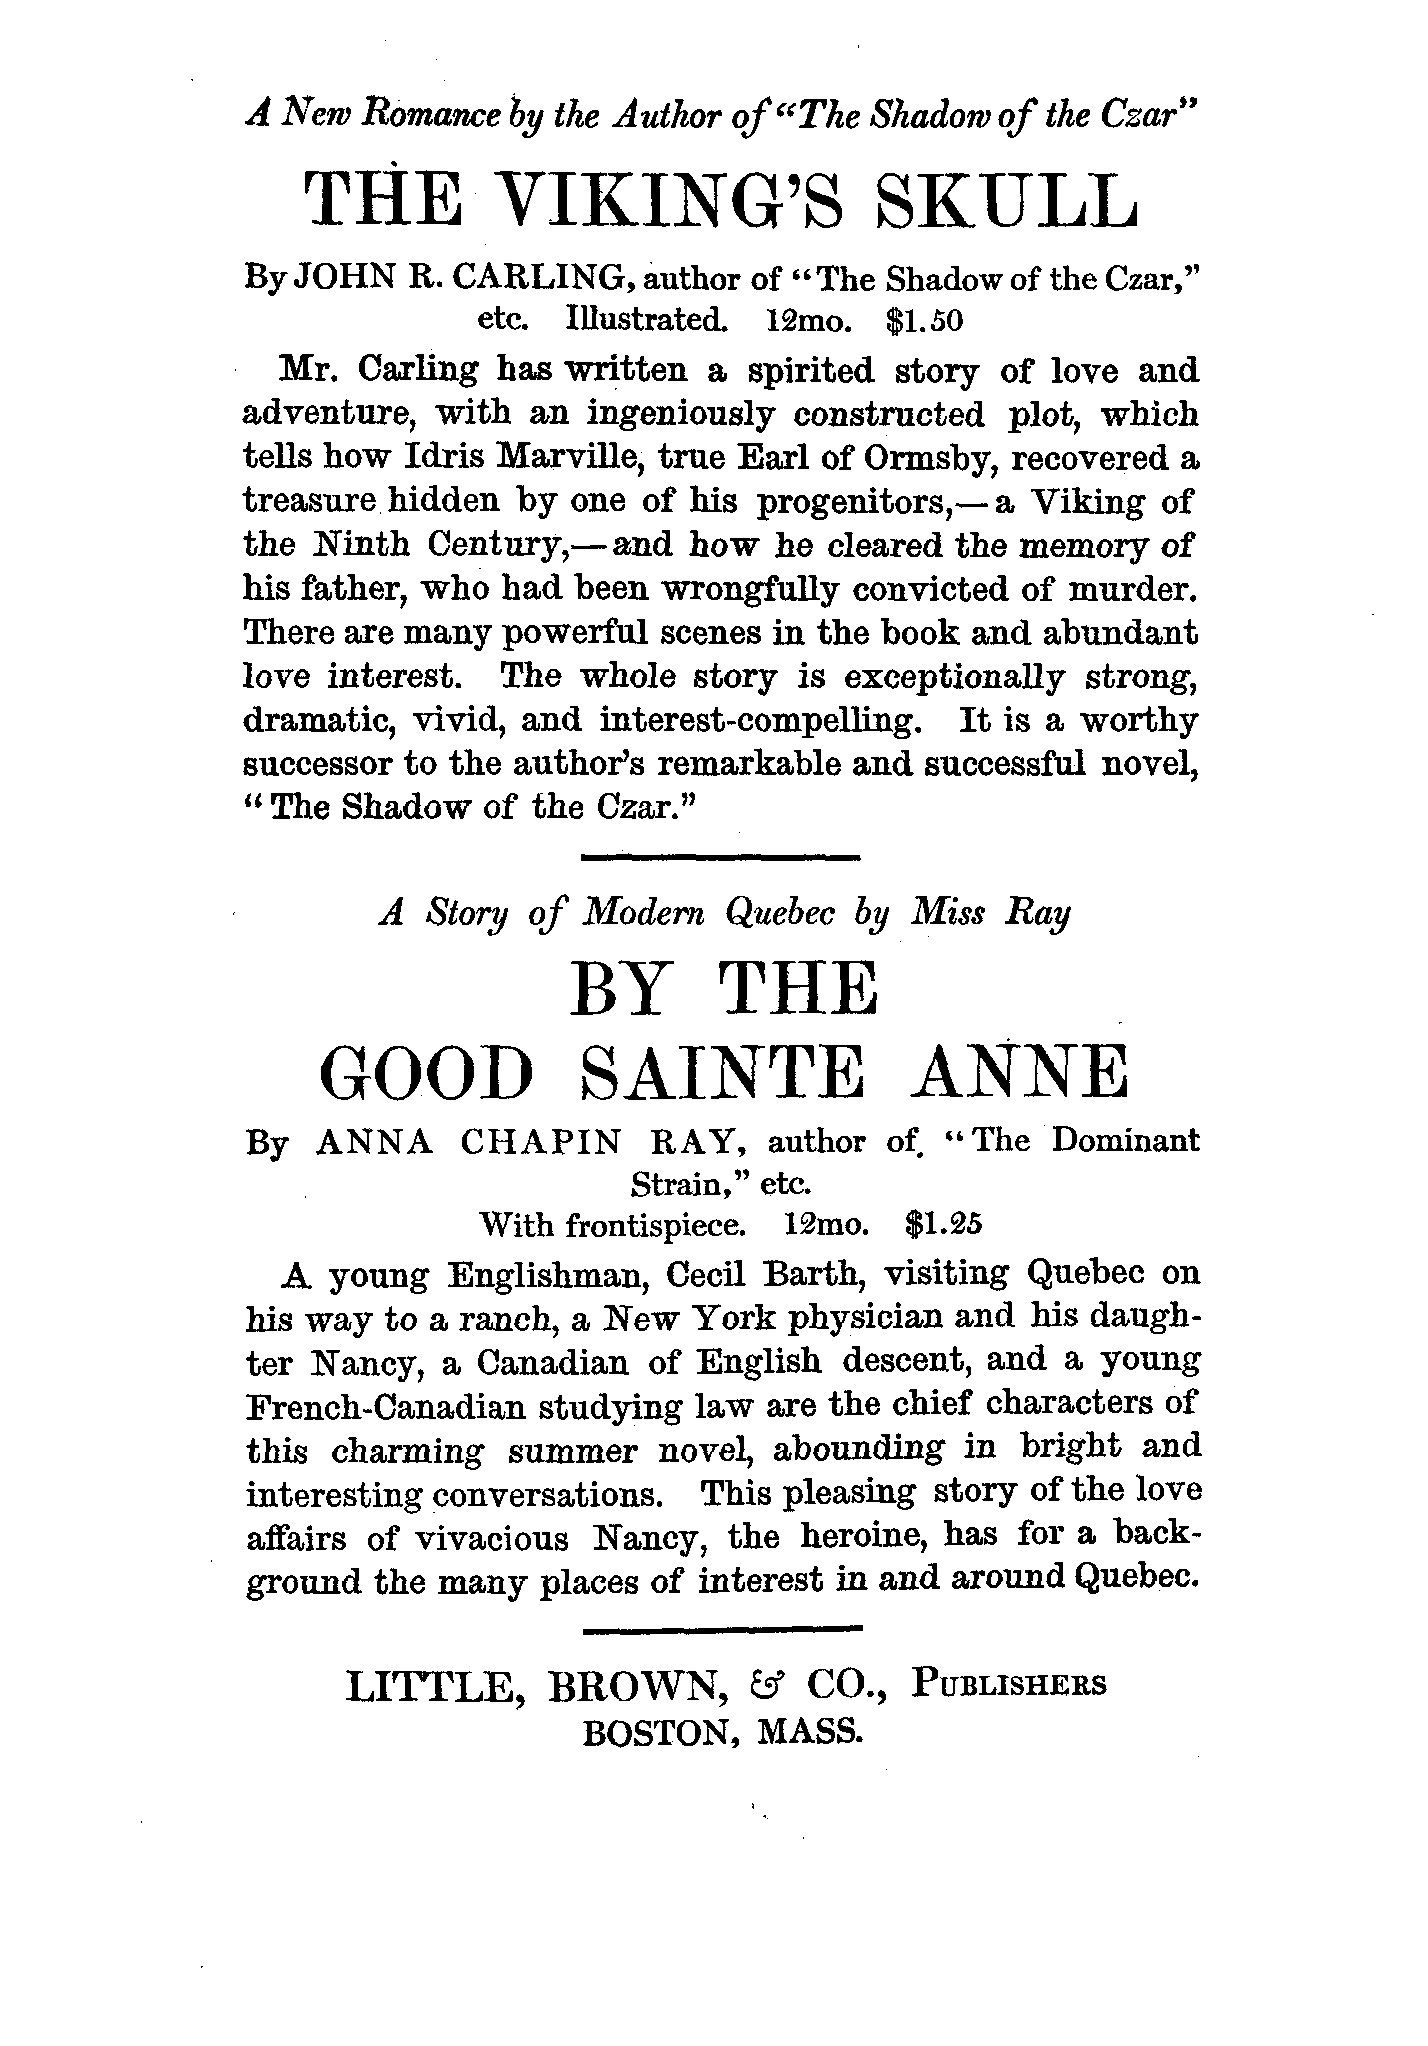 A New Romance by the Author of "The Shadow of the Czar"
THE VIKING'S SKULL
By JOHN R. CARLING, author of "The Shadow of the Czar,"
etc. Illustrated. 12mo. $1.50
Mr. Carling has written a spirited story of love and
adventure, with an ingeniously constructed plot, which
tells how Idris Marville, true Earl of Ormsby, recovered a
treasure hidden by one of his progenitors,—a Viking of
the Ninth Century,—and how he cleared the memory of
his father, who had been wrongfully convicted of murder.
There are many powerful scenes in the book and abundant
love interest. The whole story is exceptionally strong,
dramatic, vivid, and interest-compelling. It is a worthy
successor to the author's remarkable and successful novel,
"The Shadow of the Czar."
A Story of Modern Quebec by Miss Ray
BY THE
GOOD SAINTE ANNE
By ANNA CHAPIN RAY, author of "The Dominant
Strain," etc.
With frontispiece. 12mo. $1.25
A young Englishman, Cecil Barth, visiting Quebec on
his way to a ranch, a New York physician and his daugh-
ter Nancy, a Canadian of English descent, and a young
French-Canadian studying law are the chief characters of
this charming summer novel, abounding in bright and
interesting conversations. This pleasing story of the love
affairs of vivacious Nancy, the heroine, has for a back-
ground the many places of interest in and around Quebec.
LITTLE, BROWN, & CO., PUBLISHERS
BOSTON, MASS.